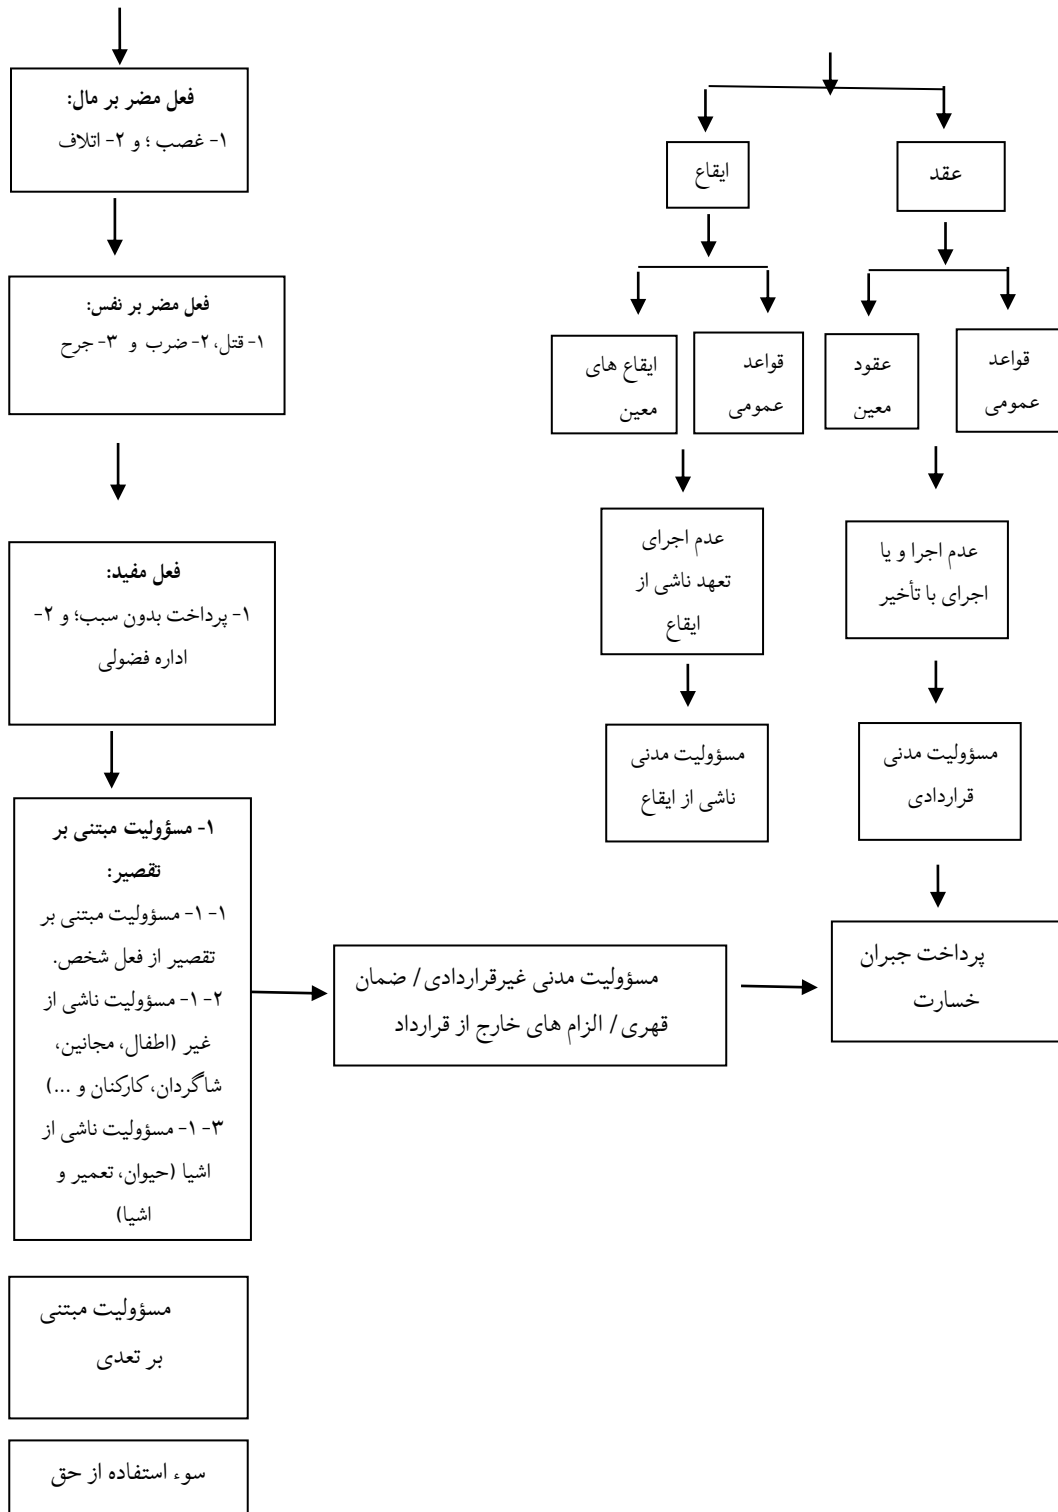 عقد
ایقاع
قواعد
عمومی
عقود
معین
قواعد
عمومی
ایقاع های
معین
عدم اجرا و یا
اجرای با تأخیر
عدم اجرای
تعهد ناشی از
ایقاع
مسؤولیت مدنی
قراردادی
مسؤولیت مدنی
ناشی از ایقاع
پرداخت جبران
خسارت
مسؤولیت مدنی غیرقراردادی/ ضمان
قهری/ الزام های خارج از قرارداد
فعل مضر بر مال:
۱- غصب ؛ و ۲- اتلاف
فعل مضر بر نفس:
۱- قتل، ۲- ضرب و ۳- جرح
فعل مفید:
۱- پرداخت بدون سبب؛ و ۲-
اداره فضولی
۱- مسؤولیت مبتنی بر
تقصیر:
۱- ۱- مسؤولیت مبتنی بر
تقصیر از فعل شخص.
۲- ۱- مسؤولیت ناشی از
غیر (اطفال، مجانین،
شاگردان، کارکنان و ...)
۳- ۱- مسؤولیت ناشی از
اشیا (حیوان، تعمیر و
اشیا)
مسؤولیت مبتنی
بر تعدی
سوء استفاده از حق